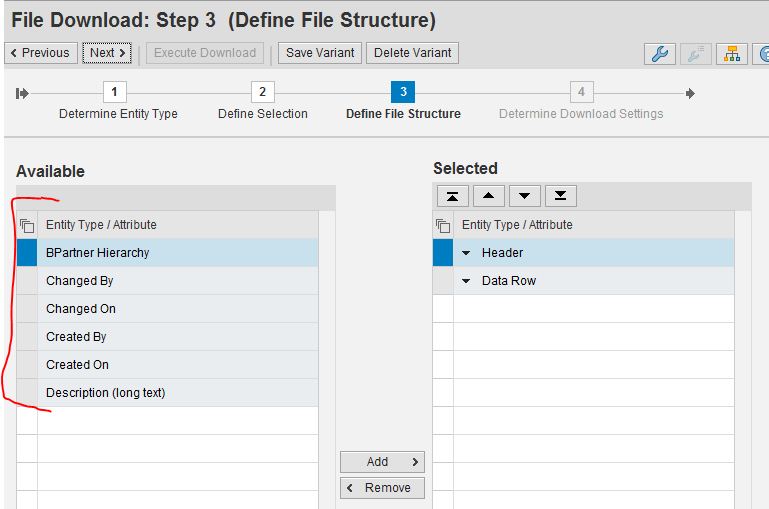 File Download: Step 3 (Define File Structure)
Previous Next Execute Download Save Variant Delete Variant
1 2 3 4
Determine Entity Type Define Selection Define File Structure Determine Download Settings
Available
Selected
Entity Type / Attribute Entity Type / Attribute
BPartner Hierarchy Header
Changed By Data Row
Changed On
Created By
Created On
Description (long text)
Add
Remove